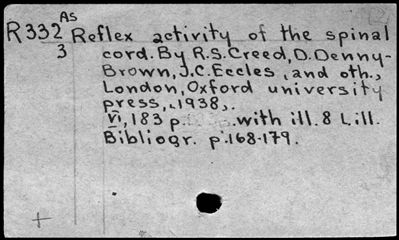 As
R332 Reflex activity of the spinal
3 cord. By R.S. Creed, D. Denny-
Brown, J.C. Eccles, and oth.,
London, Oxford university
press, 1938.
VI, 183 p. with ill. 8 L. ill.
Bibliogr. p. 168-179.